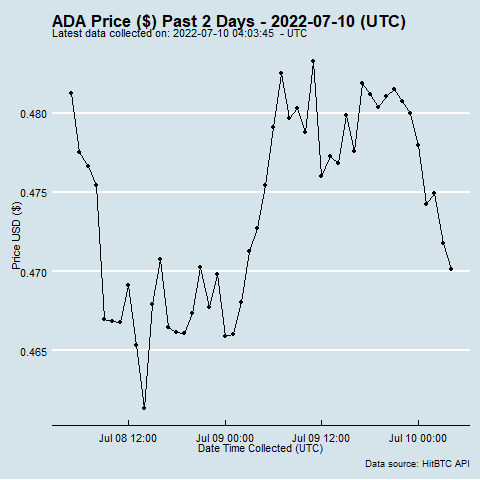 ADA Price ($) Past 2 Days - 2022-07-10 (UTC)
Latest data collected on: 2022-07-10 04:03:45 - UTC
Price USD ($)
0.480
0.475
0.470
0.465
Jul 08 12:00 Jul 09 00:00 Jul 09 12:00 Jul 10 00:00
Date Time Collected (UTC)
Data source: HitBTC API